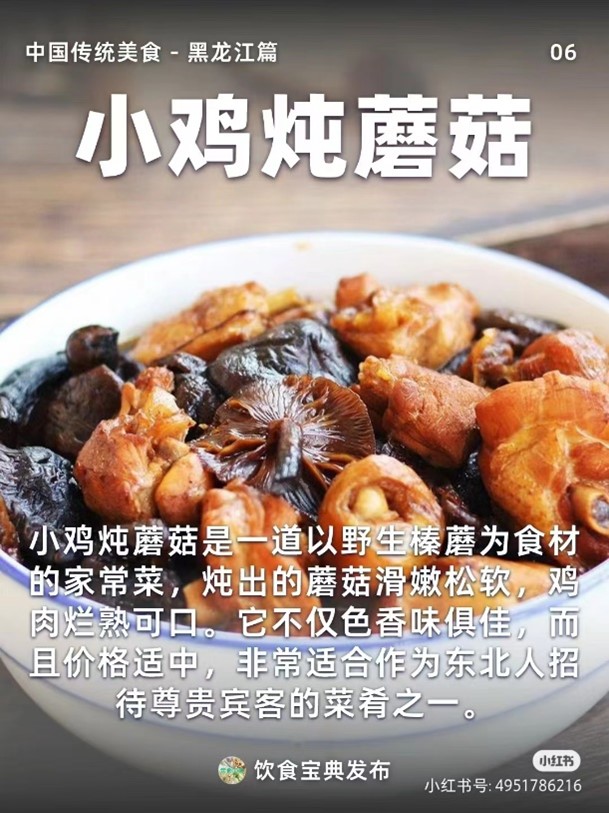 中国传统美食 - 黑龙江篇
06
小鸡炖蘑菇
小鸡炖蘑菇是一道以野生榛蘑为食材
的家常菜，炖出的蘑菇滑嫩松软，鸡
肉烂熟可口。它不仅色香味俱佳，而
且价格适中，非常适合作为东北人招
待尊贵宾客的菜肴之一。
饮食宝典发布
小红书
小红书号: 4951786216